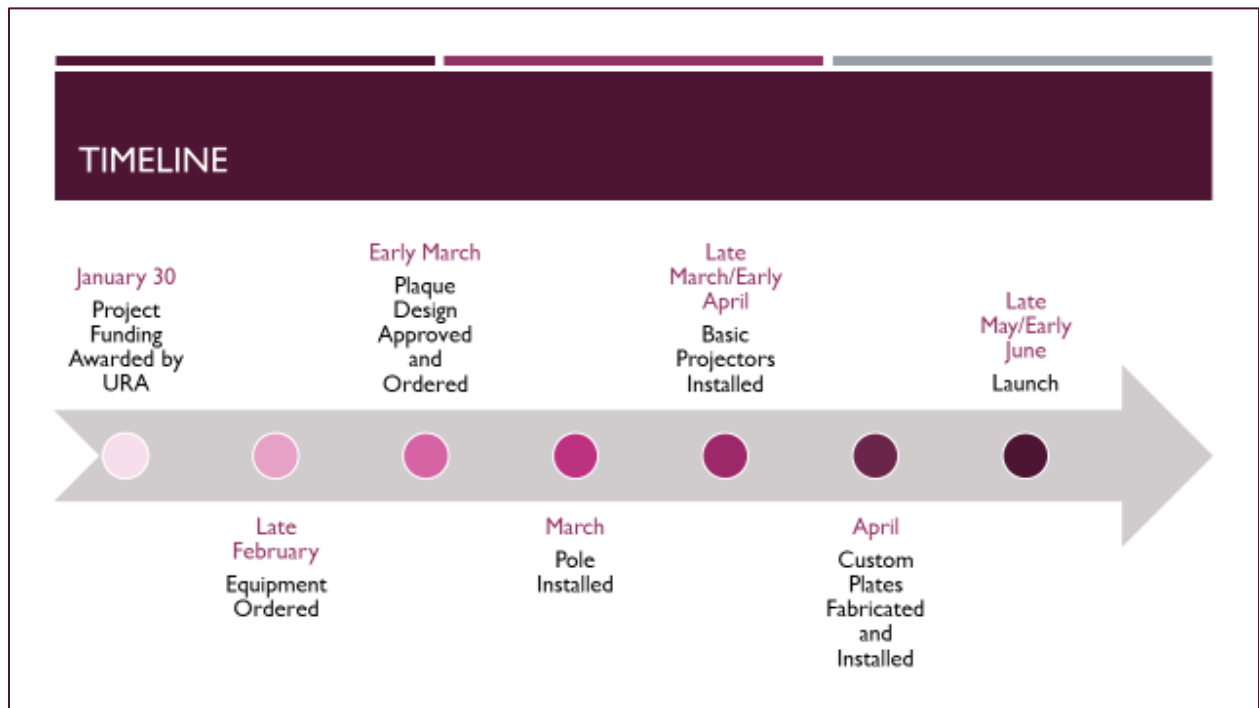 TIMELINE
January 30
Project
Funding
Awarded by
URA
Late
February
Equipment
Ordered
Early March
Plaque
Design
Approved
and
Ordered
March
Pole
Installed
Late
March/Early
April
Basic
Projectors
Installed
April
Custom
Plates
Fabricated
and
Installed
Late
May/Early
June
Launch